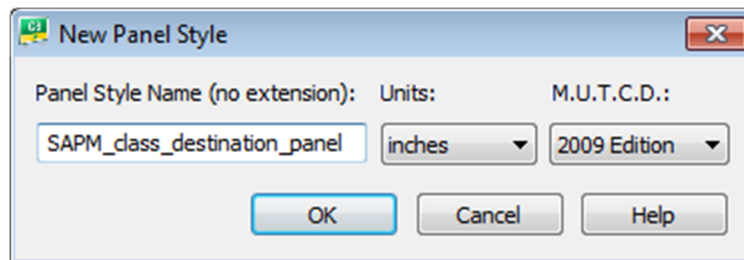 New Panel Style
Panel Style Name (no extension): Units: M.U.T.C.D.:
SAPM_class_destination_panel inches 2009 Edition
OK Cancel Help